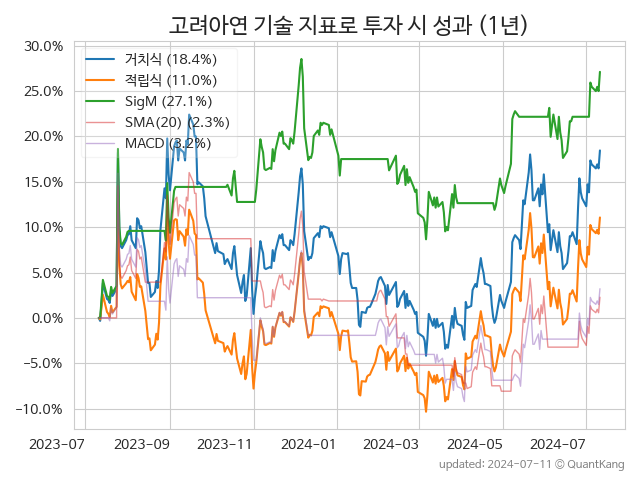 고려아연 기술 지표로 투자 시 성과 (1년)
30.0%
25.0%
20.0%
15.0%
10.0%
5.0%
0.0%
−5.0%
−10.0%
거치식 (18.4%)
적립식 (11.0%)
SigM (27.1%)
SMA(20) (2.3%)
MACD (3.2%)
2023-07 2023-09 2023-11 2024-01 2024-03 2024-05 2024-07
updated: 2024-07-11 © QuantKang